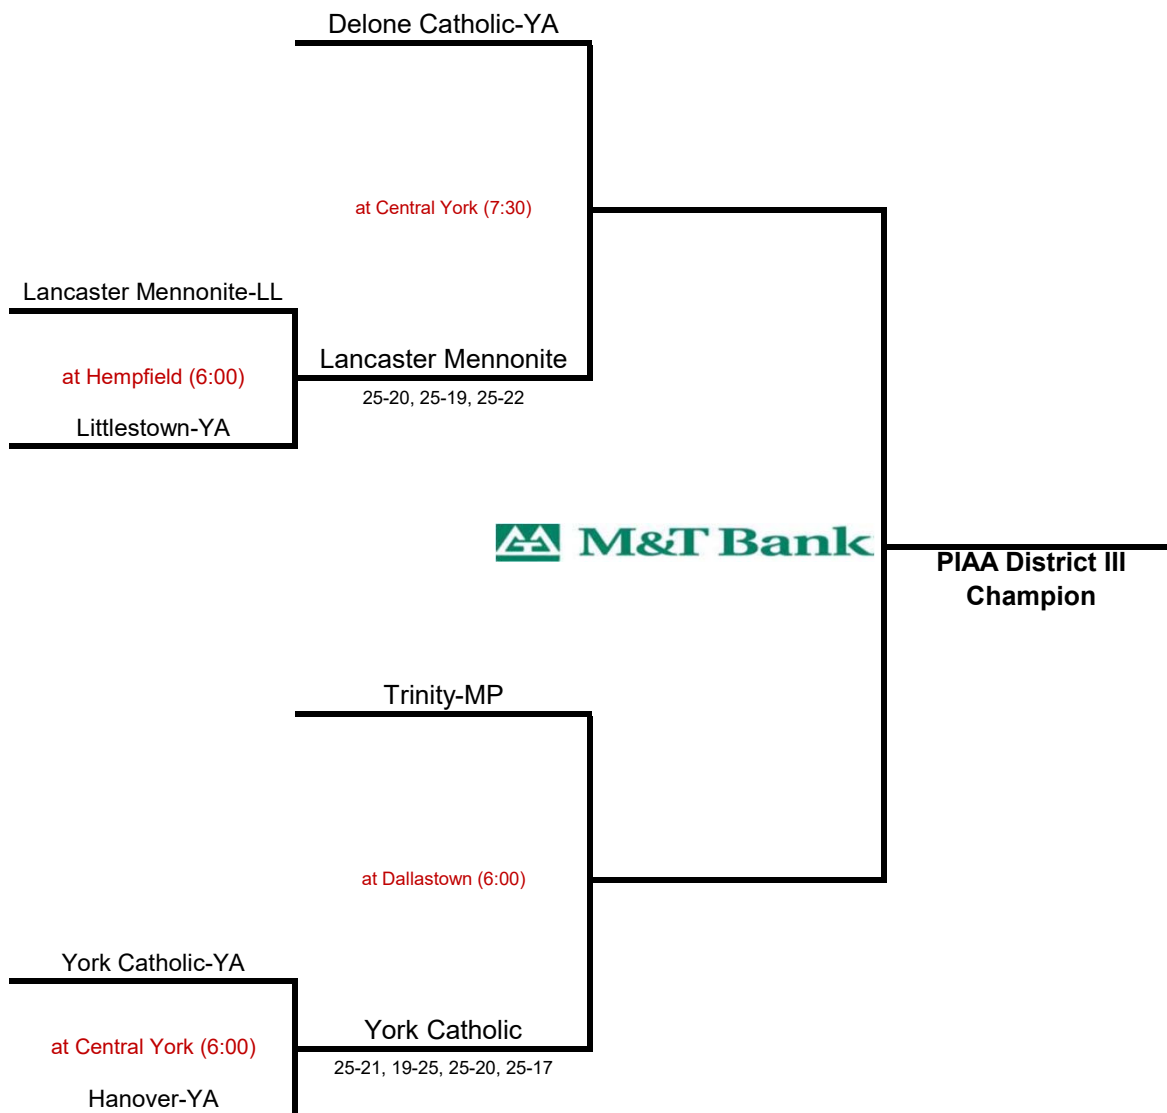 Delone Catholic-YA
at Central York (7:30)
Lancaster Mennonite-LL
at Hempfield (6:00)
Lancaster Mennonite
25-20, 25-19, 25-22
Littlestown-YA
M&T Bank
PIAA District III
Champion
Trinity-MP
at Dallastown (6:00)
York Catholic-YA
at Central York (6:00)
York Catholic
25-21, 19-25, 25-20, 25-17
Hanover-YA